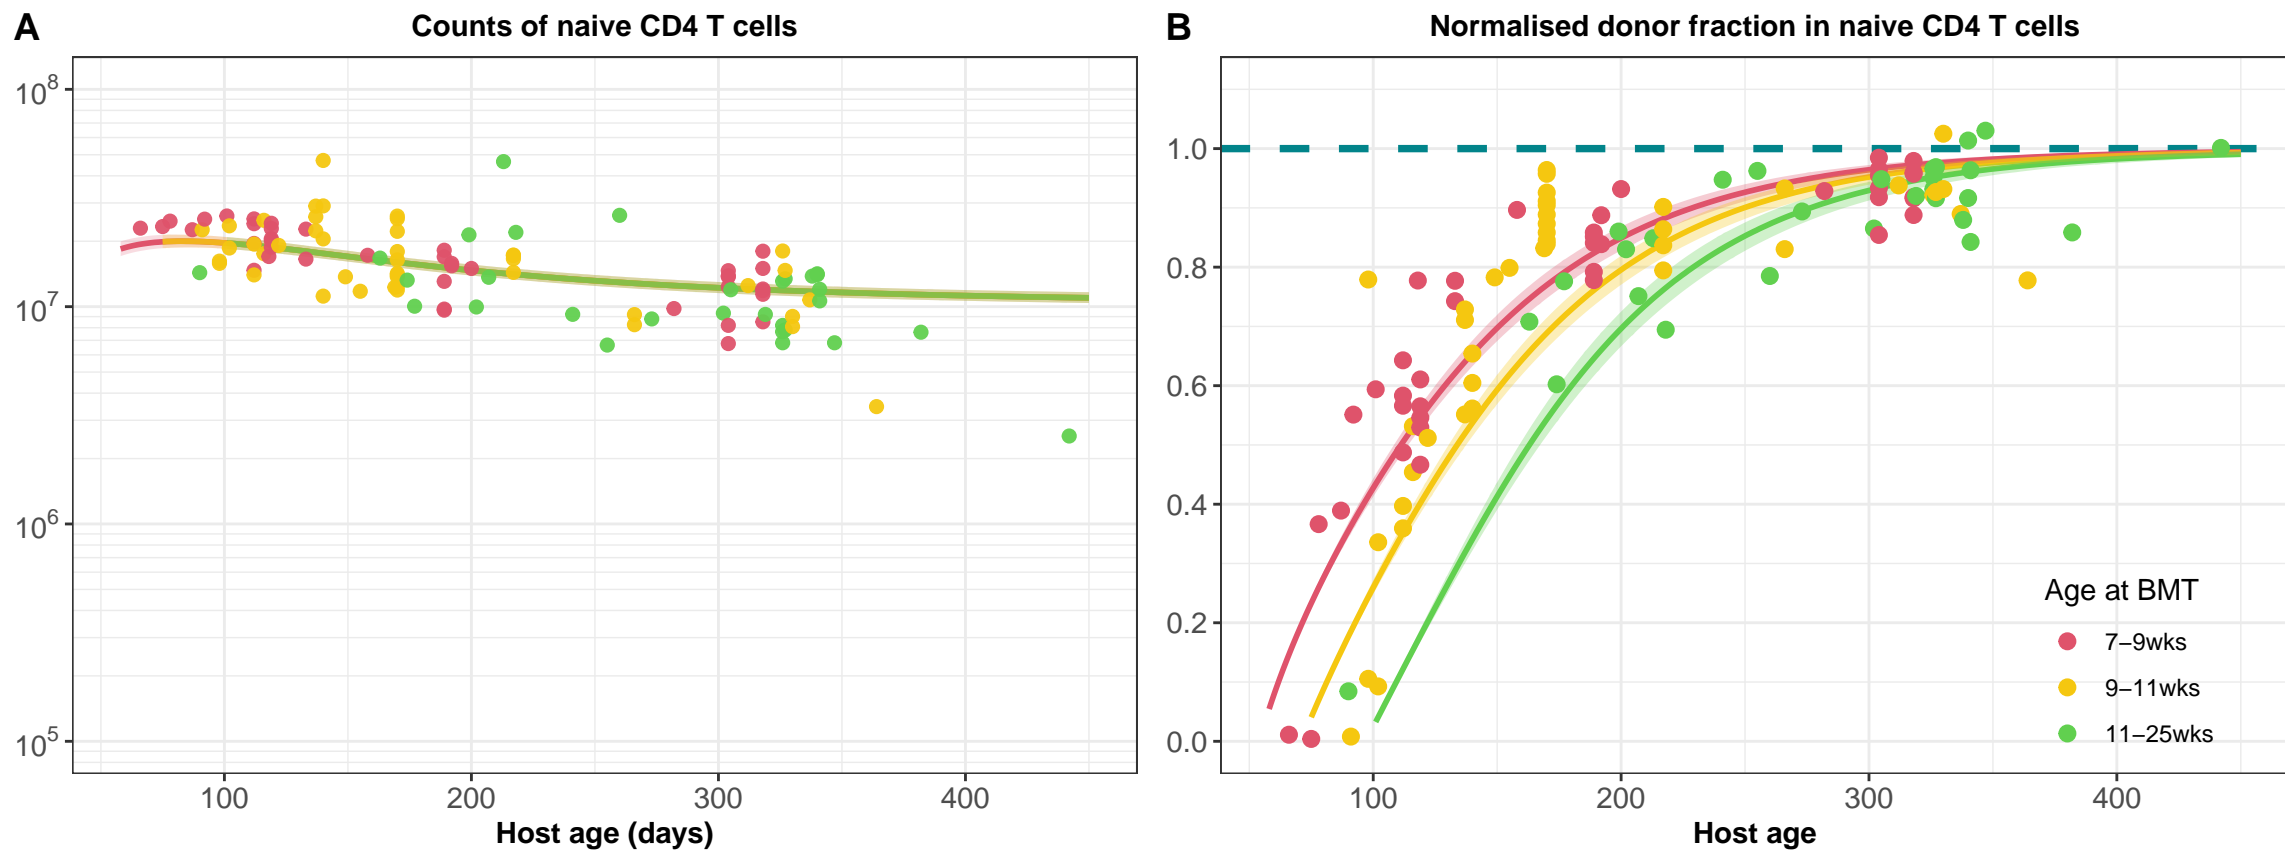 A
Counts of naive CD4 T cells
10^8
10^7
10^6
10^5
100 200 300 400
Host age (days)
B
Normalised donor fraction in naive CD4 T cells
1.0
0.8
0.6
0.4
0.2
0.0
Age at BMT
7–9wks
9–11wks
11–25wks
100 200 300 400
Host age